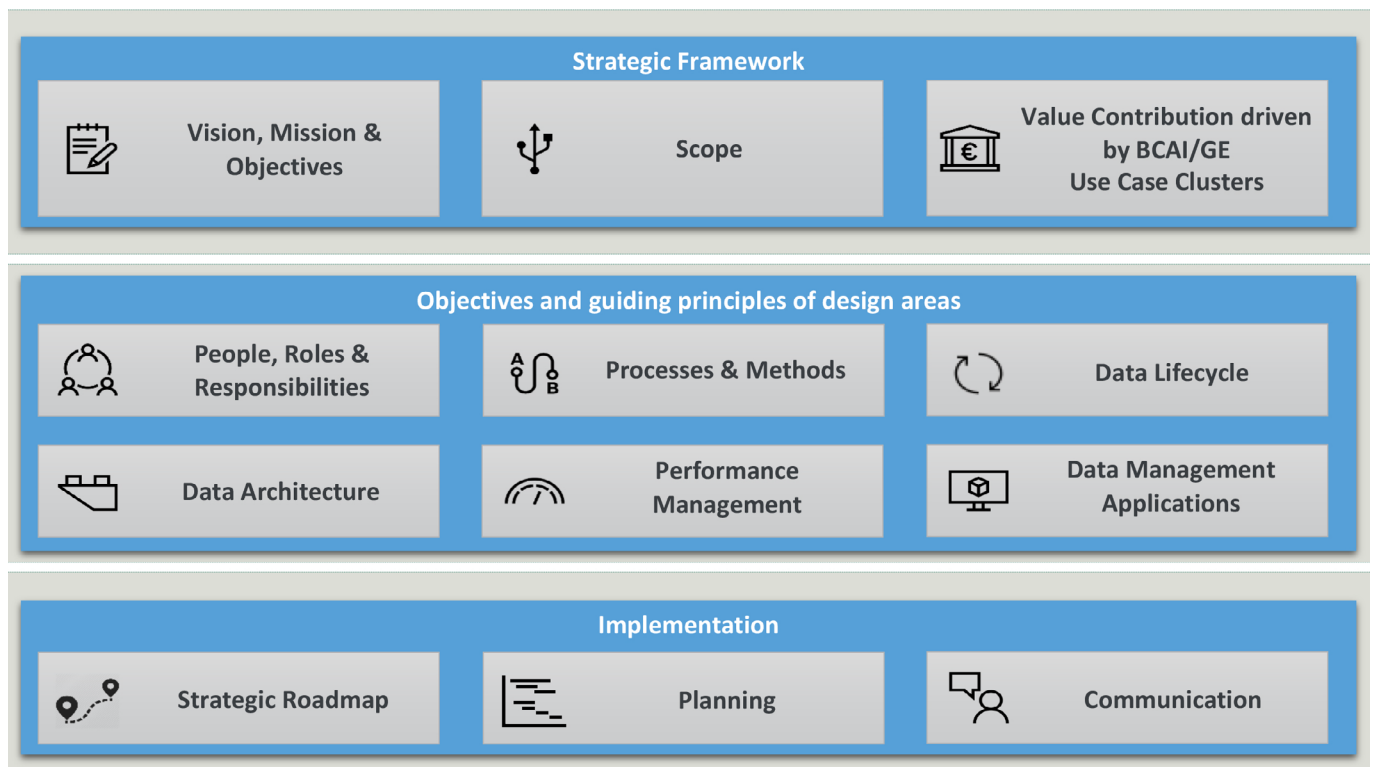 Strategic Framework
Vision, Mission &
Objectives
Scope
Value Contribution driven
by BCAI/GE
Use Case Clusters
€
Objectives and guiding principles of design areas
People, Roles &
Responsibilities
A
B
Processes & Methods
Data Lifecycle
Data Architecture
Performance
Management
Data Management
Applications
Implementation
Strategic Roadmap
Planning
Communication